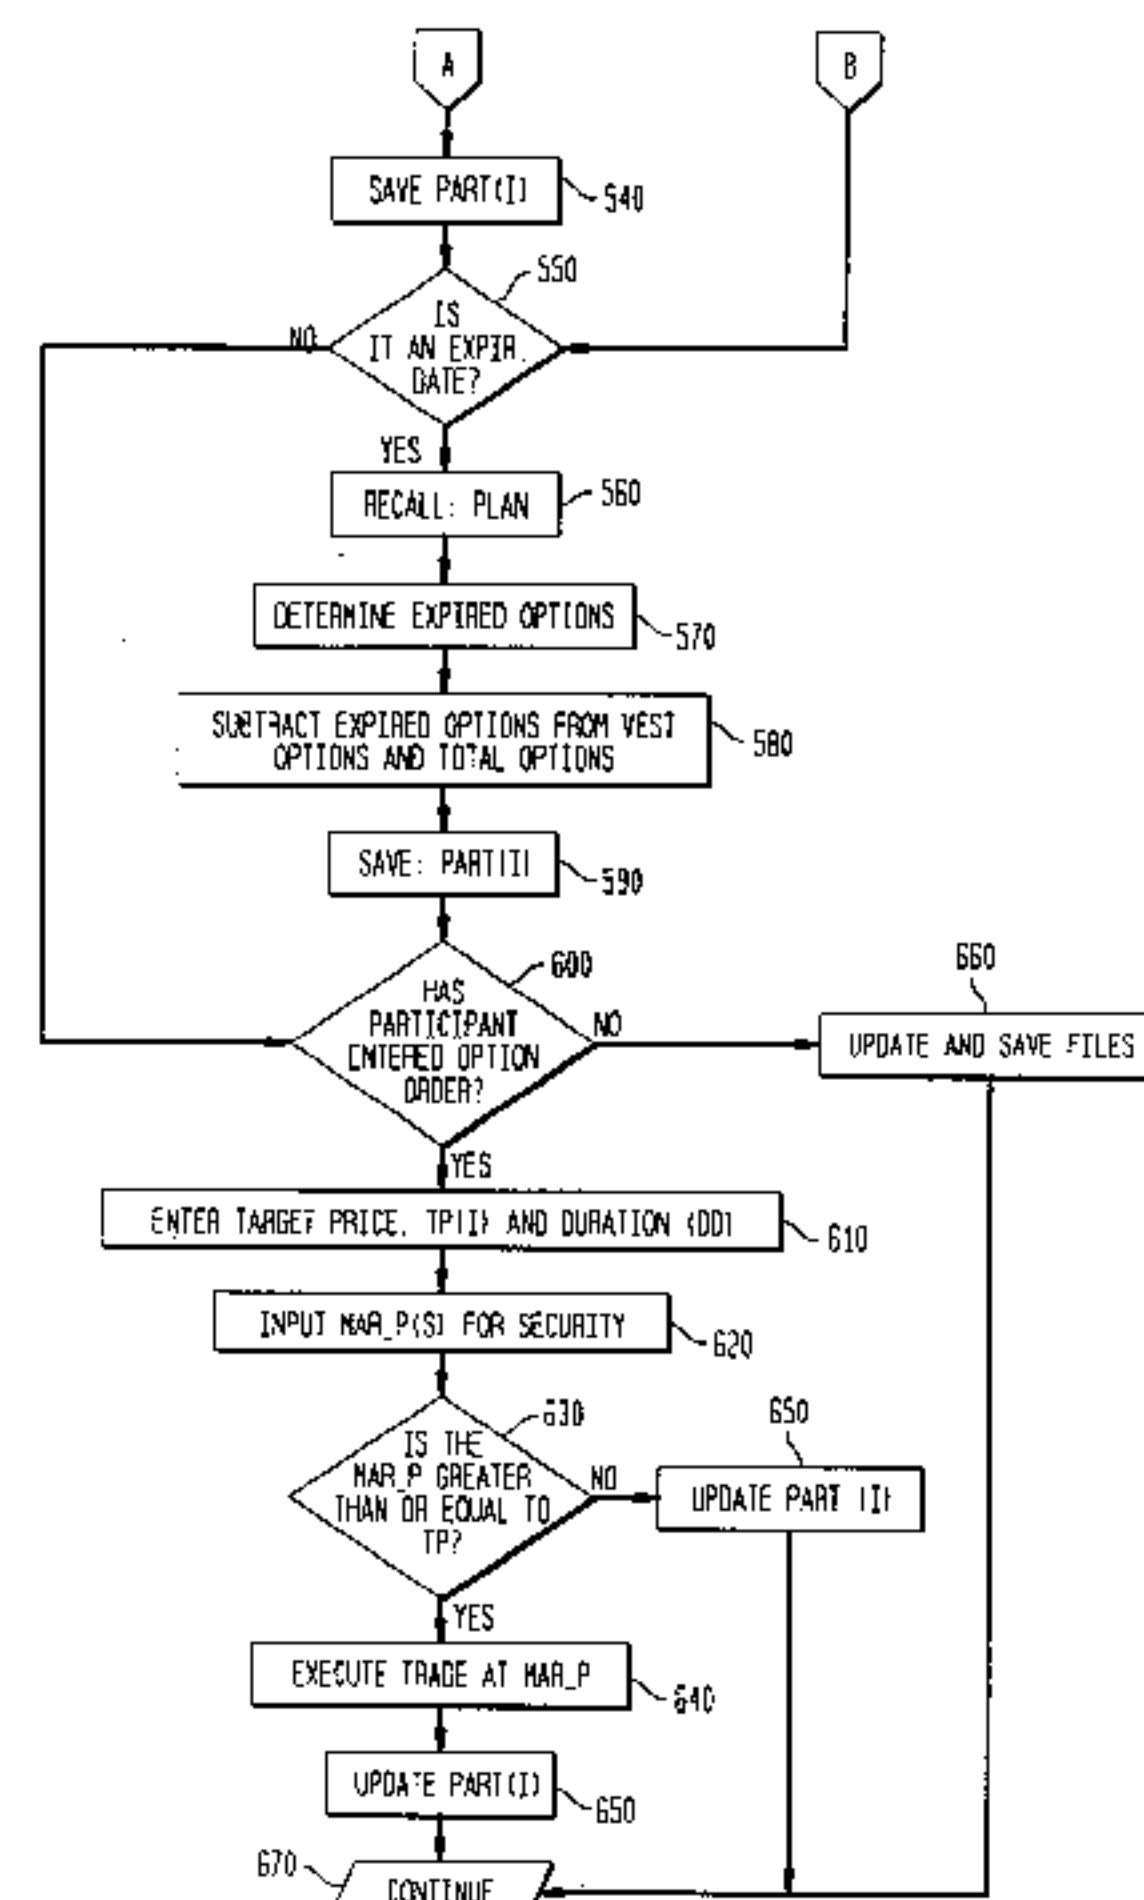 A
B
SAVE PART(I)
540
550
IS
IT AN EXPIR.
DATE?
NO
YES
RECALL: PLAN
560
DETERMINE EXPIRED OPTIONS
570
SUBTRACT EXPIRED OPTIONS FROM VEST
OPTIONS AND TOTAL OPTIONS
580
SAVE: PART(I)
590
600
HAS
PARTICIPANT
ENTERED OPTION
ORDER?
NO
660
UPDATE AND SAVE FILES
YES
ENTER TARGET PRICE, TP(I) AND DURATION (DD)
610
INPUT MAR_P(S) FOR SECURITY
620
630
IS THE
MAR_P GREATER
THAN OR EQUAL TO
TP?
NO
650
UPDATE PART (I)
YES
EXECUTE TRADE AT MAR_P
640
UPDATE PART(I)
650
670
CONTINUE